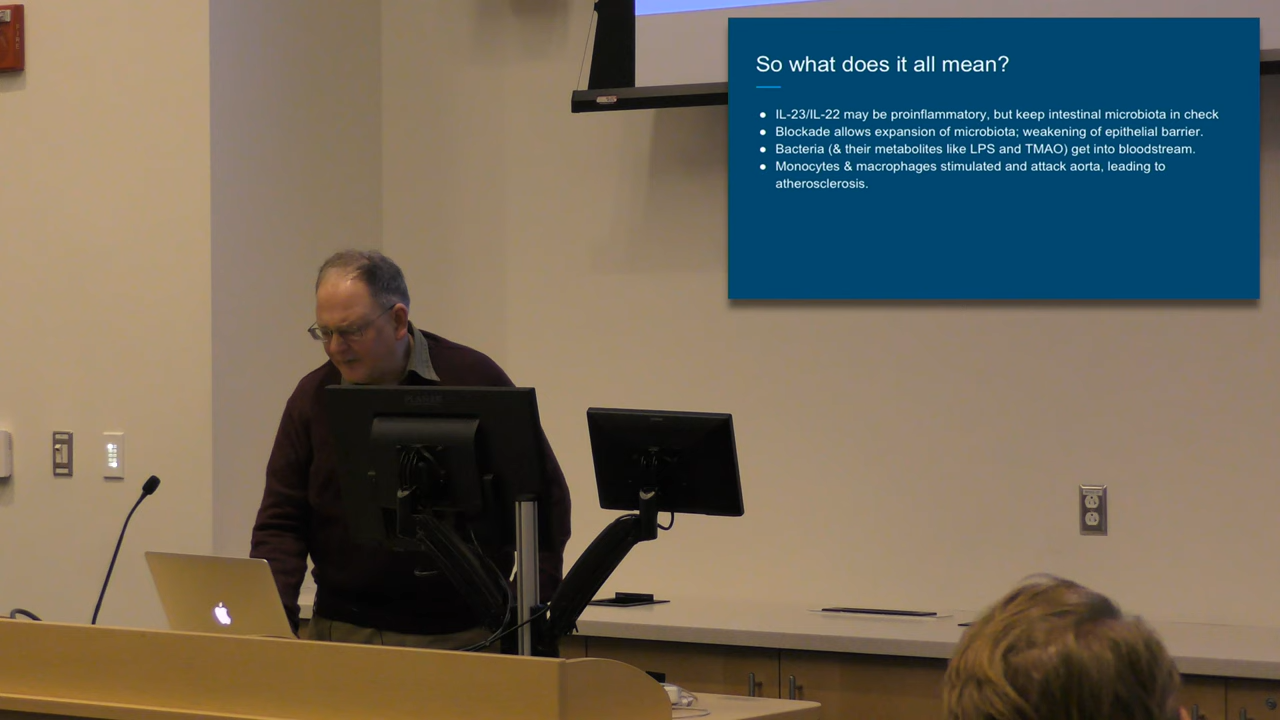 FIRE
So what does it all mean?
● IL-23/IL-22 may be proinflammatory, but keep intestinal microbiota in check
● Blockade allows expansion of microbiota; weakening of epithelial barrier.
● Bacteria (& their metabolites like LPS and TMAO) get into bloodstream.
● Monocytes & macrophages stimulated and attack aorta, leading to
atherosclerosis.